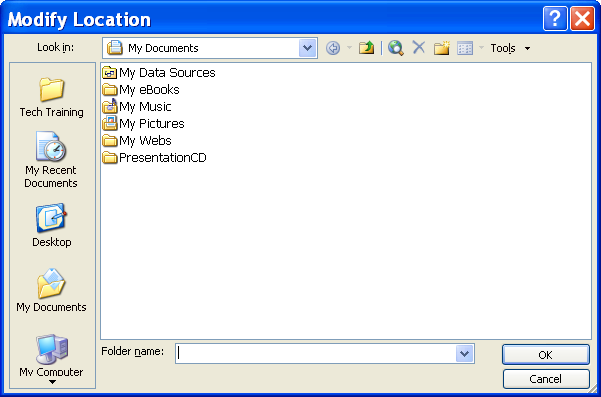 Modify Location
Look in:
My Documents
Tools
Tech Training
My Recent
Documents
Desktop
My Documents
My Computer
My Data Sources
My eBooks
My Music
My Pictures
My Webs
PresentationCD
Folder name:
OK
Cancel